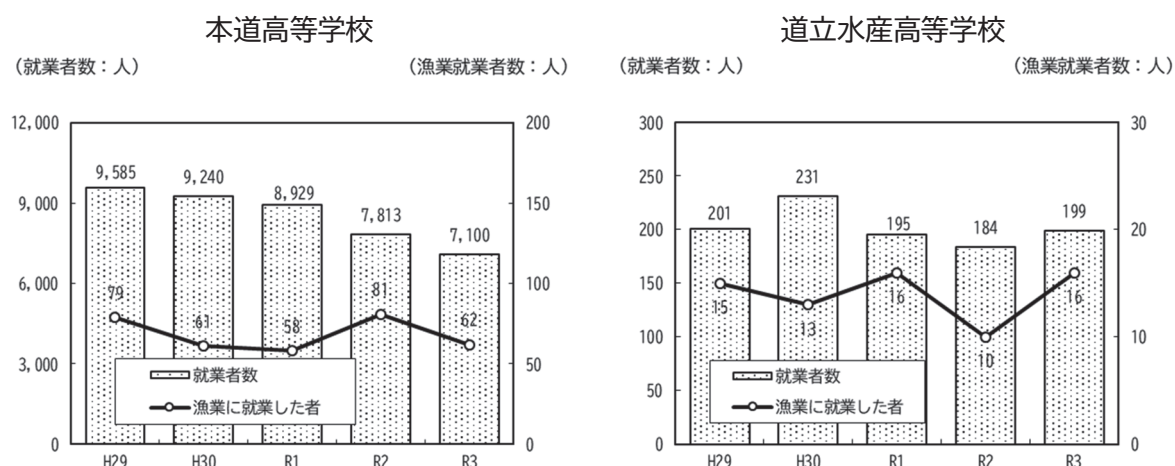 本道高等学校
（就業者数：人）
（漁業就業者数：人）
12,000
9,000
6,000
3,000
0
200
150
100
50
0
9,585
9,240
8,929
7,813
7,100
79
61
58
81
62
就業者数
漁業に就業した者
H29
H30
R1
R2
R3
道立水産高等学校
（就業者数：人）
（漁業就業者数：人）
300
250
200
150
100
50
0
30
20
10
0
201
231
195
184
199
15
13
16
10
16
就業者数
漁業に就業した者
H29
H30
R1
R2
R3